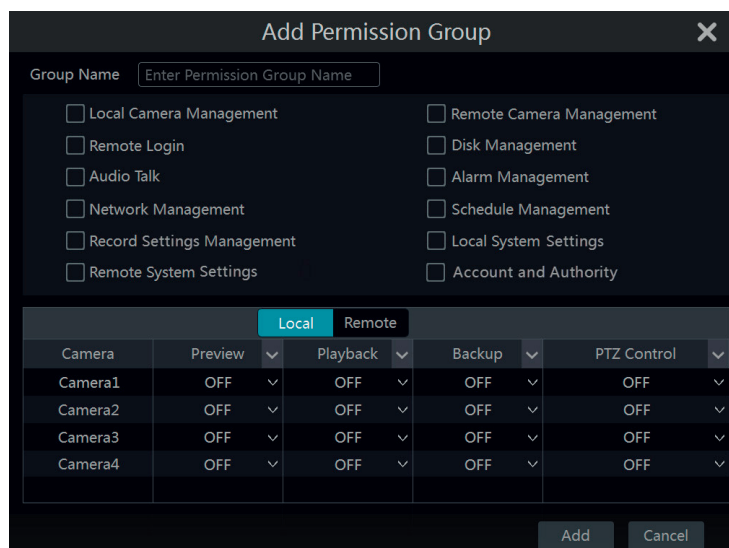 Add Permission Group
Group Name Enter Permission Group Name
Local Camera Management Remote Camera Management
Remote Login Disk Management
Audio Talk Alarm Management
Network Management Schedule Management
Record Settings Management Local System Settings
Remote System Settings Account and Authority
Local Remote
Camera Preview Playback Backup PTZ Control
Camera1 OFF OFF OFF OFF
Camera2 OFF OFF OFF OFF
Camera3 OFF OFF OFF OFF
Camera4 OFF OFF OFF OFF
Add Cancel